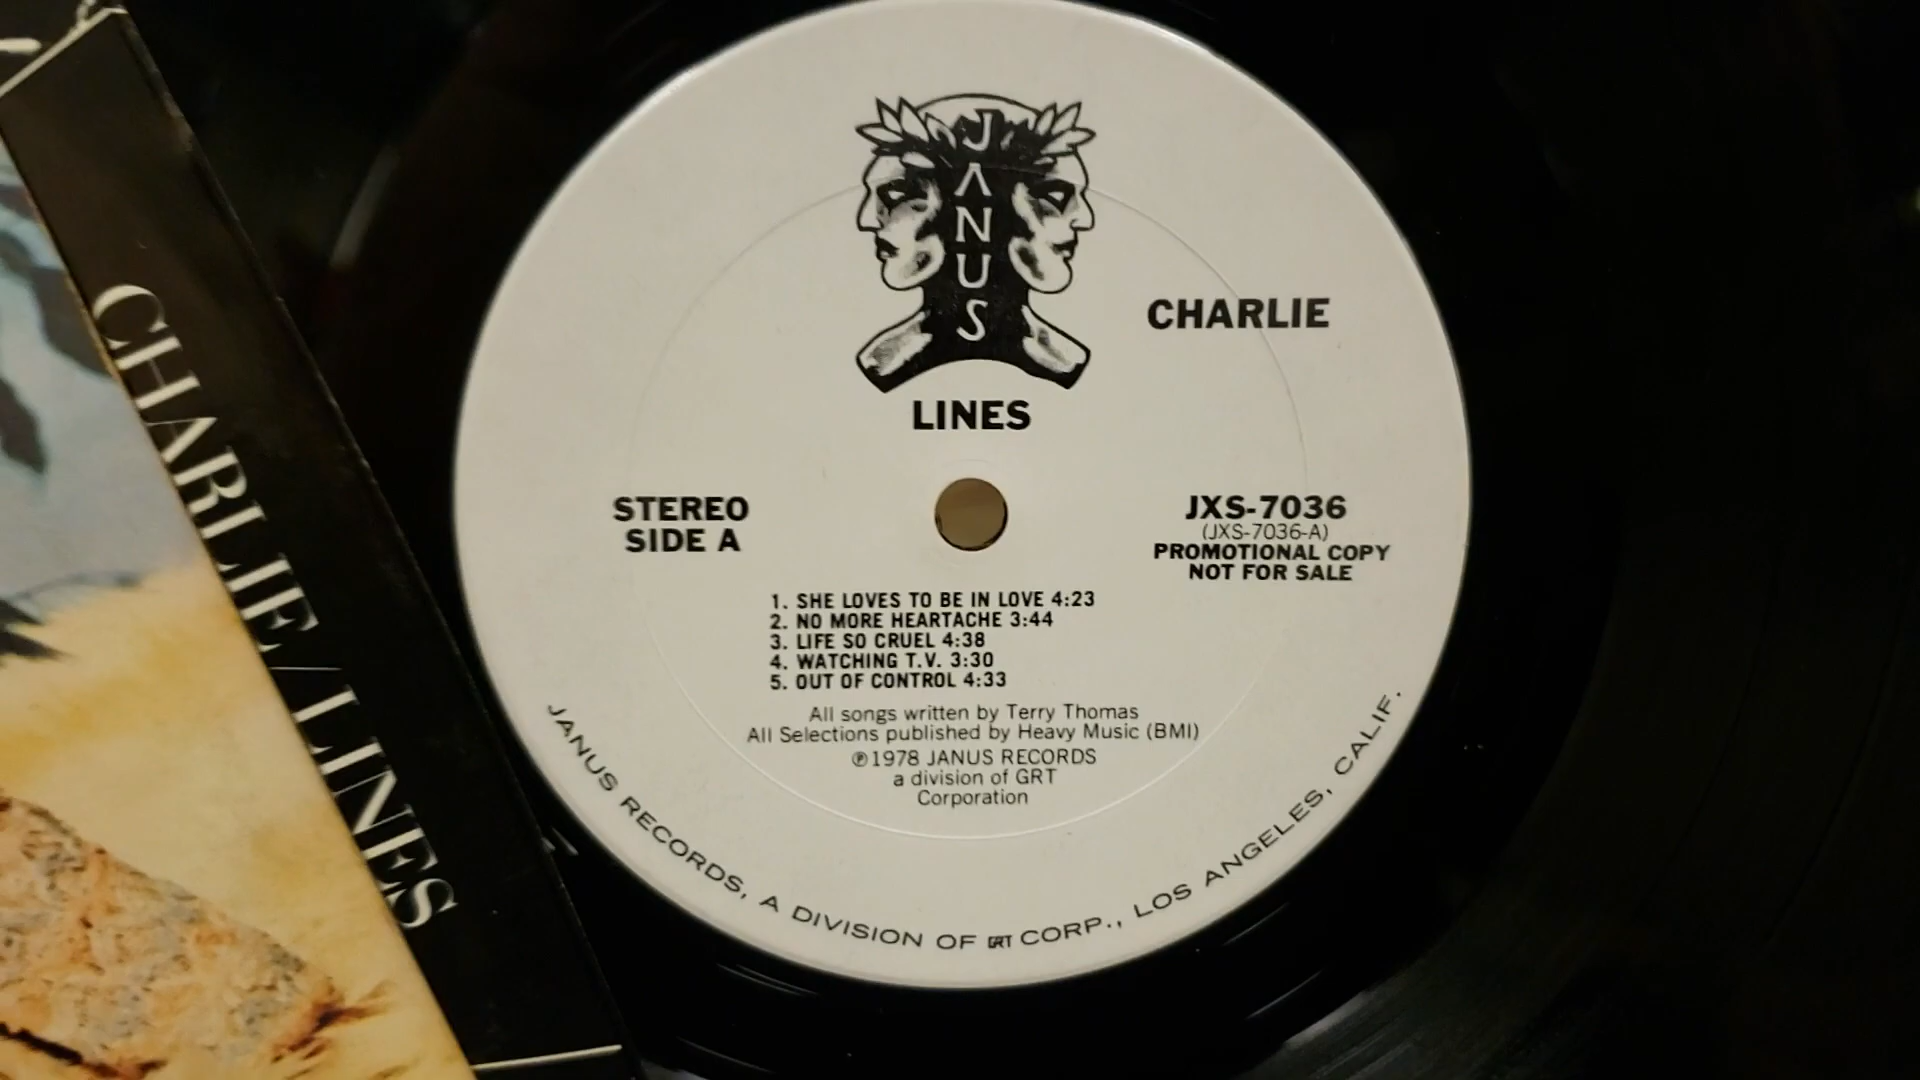 CHARLIE/LINES
JANUS
CHARLIE
LINES
STEREO
SIDE A
JXS-7036
(JXS-7036-A)
PROMOTIONAL COPY
NOT FOR SALE
1. SHE LOVES TO BE IN LOVE 4:23
2. NO MORE HEARTACHE 3:44
3. LIFE SO CRUEL 4:38
4. WATCHING T.V. 3:30
5. OUT OF CONTROL 4:33
All songs written by Terry Thomas
All Selections published by Heavy Music (BMI)
℗1978 JANUS RECORDS
a division of GRT
Corporation
JANUS RECORDS, A DIVISION OF GRT CORP., LOS ANGELES, CALIF.